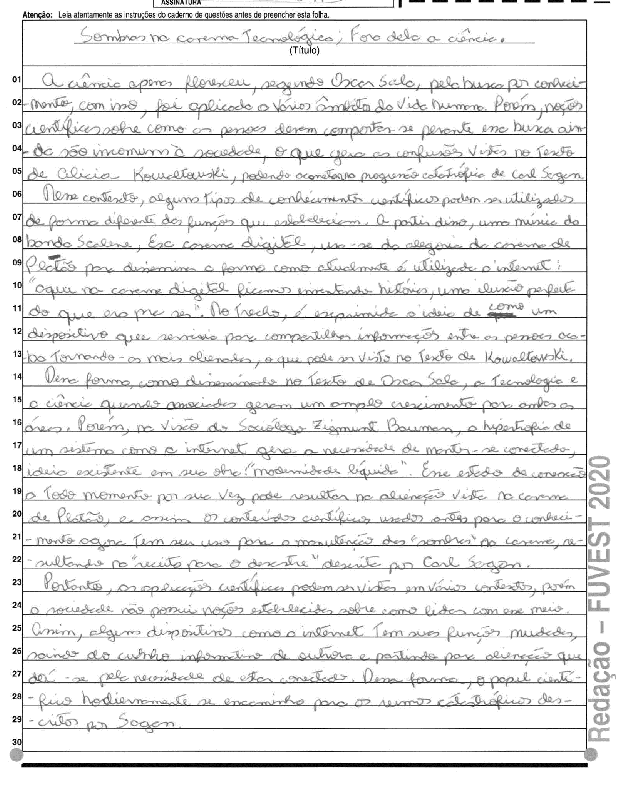 ASSINATURA
Atenção: Leia atentamente as instruções do caderno de questões antes de preencher esta folha.
Sombras na caverna Tecnológica; Fora dela a ciência.
(Título)
01 A ciência apenas floresceu, segundo Oscar Sala, pela busca por conheci-
02 mento, com isso, foi aplicado a vários âmbitos da vida humana. Porém, noções
03 científicas sobre como as pessoas devem comportar-se perante essa busca ain-
04 -da são incomuns à sociedade, o que gera as confusões vistas no Texto
05 de Alicia Kowaltowski, podendo acarretar na progressão catástrófica de Carl Sagan.
06 Nesse contexto, alguns tipos de conhecimentos científicos podem ser utilizados
07 de forma diferente das funções que estabeleciam. A partir disso, uma música da
08 banda Scalene, Esc caverna digital, usa-se da alegoria da caverna de
09 Platão para disseminar a forma como atualmente é utilizada a internet:
10 "aqui na caverna digital ficamos inventando histórias, uma ilusão perfeita
11 do que era pra ser". No trecho, é exprimida a ideia de como um
12 dispositivo que serviria para compartilhar informações entre as pessoas aca-
13 ba Tornando-as mais alienadas, o que pode ser visto no Texto de Kowaltowski.
14 Dessa forma, como disseminado no Texto de Oscar Sala, a Tecnologia e
15 a ciência quando associadas geram um amplo crescimento para ambas as
16 áreas. Porém, na visão do Sociólogo Zigmunt Bauman, a hipertrofia de
17 um sistema como a internet gera a necessidade de manter-se conectado,
18 ideia existente em sua obra "modernidade líquida". Esse estado de conexão
19 a Todo momento por sua vez pode resultar na alienação vista na caverna
20 de Platão, e assim os conteúdos científicos usados antes para o conheci-
21 -mento agora Tem seu uso para a manutenção das "sombras" na caverna, re-
22 -sultando na "receita para o desastre" descrita por Carl Sagan.
23 Portanto, as aplicações científicas podem ser vistas em vários contextos, porém
24 a sociedade não possui noções estabelecidas sobre como lidar com esse meio.
25 Assim, alguns dispositivos como a internet Tem suas funções mudadas,
26 saindo do cunho informativo de outrora e partindo para alienação que
27 dá-se pela necessidade de estar conectado. Dessa forma, o papel cientí-
28 -fico hodiernamente se encaminha para os rumos catastróficos des-
29 -critos por Sagan.
30
Redação – FUVEST 2020